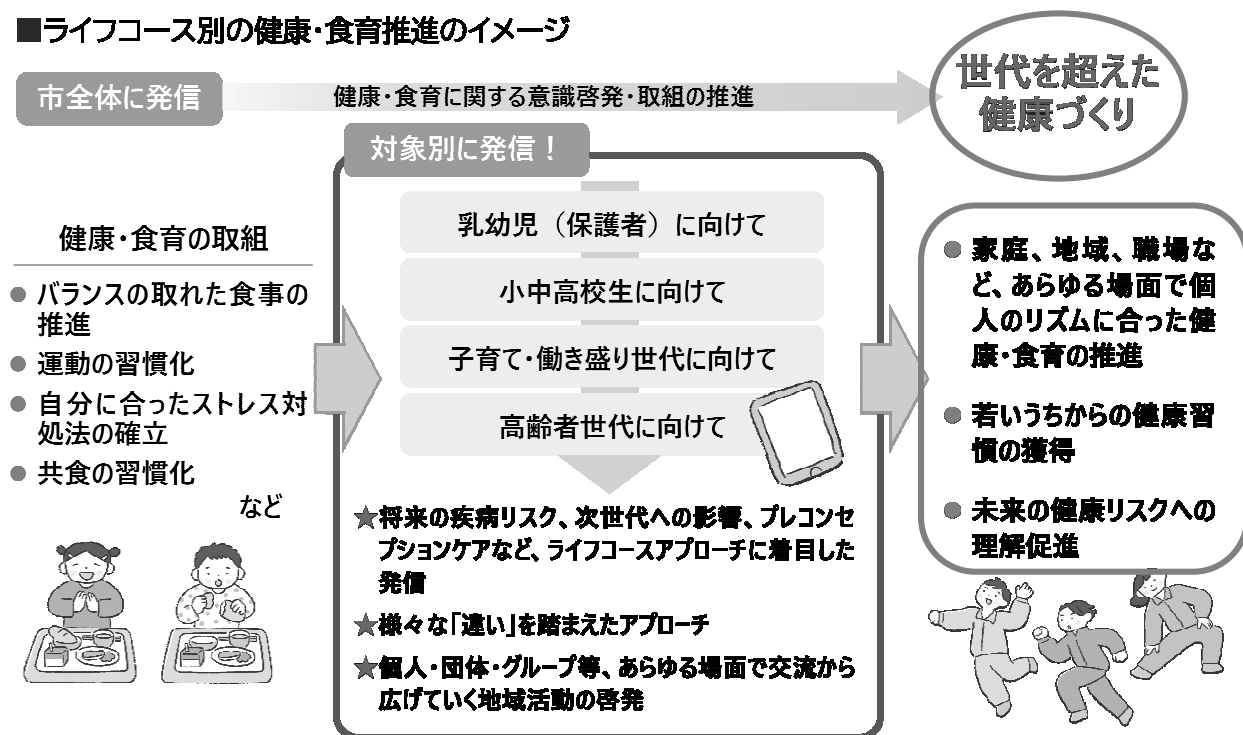 ■ライフコース別の健康・食育推進のイメージ
市全体に発信
健康・食育に関する意識啓発・取組の推進
世代を超えた
健康づくり
対象別に発信！
健康・食育の取組
● バランスの取れた食事の
推進
● 運動の習慣化
● 自分に合ったストレス対
処法の確立
● 共食の習慣化
など
乳幼児（保護者）に向けて
小中高校生に向けて
子育て・働き盛り世代に向けて
高齢者世代に向けて
★将来の疾病リスク、次世代への影響、プレコンセ
プションケアなど、ライフコースアプローチに着目した
発信
★様々な「違い」を踏まえたアプローチ
★個人・団体・グループ等、あらゆる場面で交流から
広げていく地域活動の啓発
● 家庭、地域、職場な
ど、あらゆる場面で個
人のリズムに合った健
康・食育の推進
● 若いうちからの健康習
慣の獲得
● 未来の健康リスクへの
理解促進